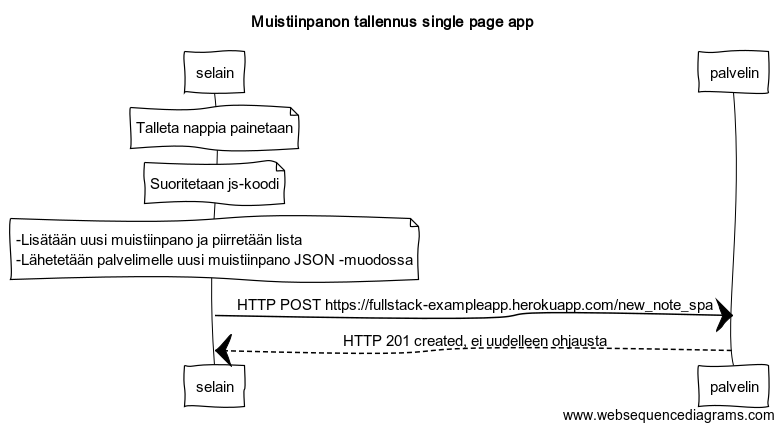 Muistiinpanon tallennus single page app
selain
palvelin
Talleta nappia painetaan
Suoritetaan js-koodi
-Lisätään uusi muistiinpano ja piirretään lista
-Lähetetään palvelimelle uusi muistiinpano JSON -muodossa
HTTP POST https://fullstack-exampleapp.herokuapp.com/new_note_spa
HTTP 201 created, ei uudelleen ohjausta
selain
palvelin
www.websequencediagrams.com